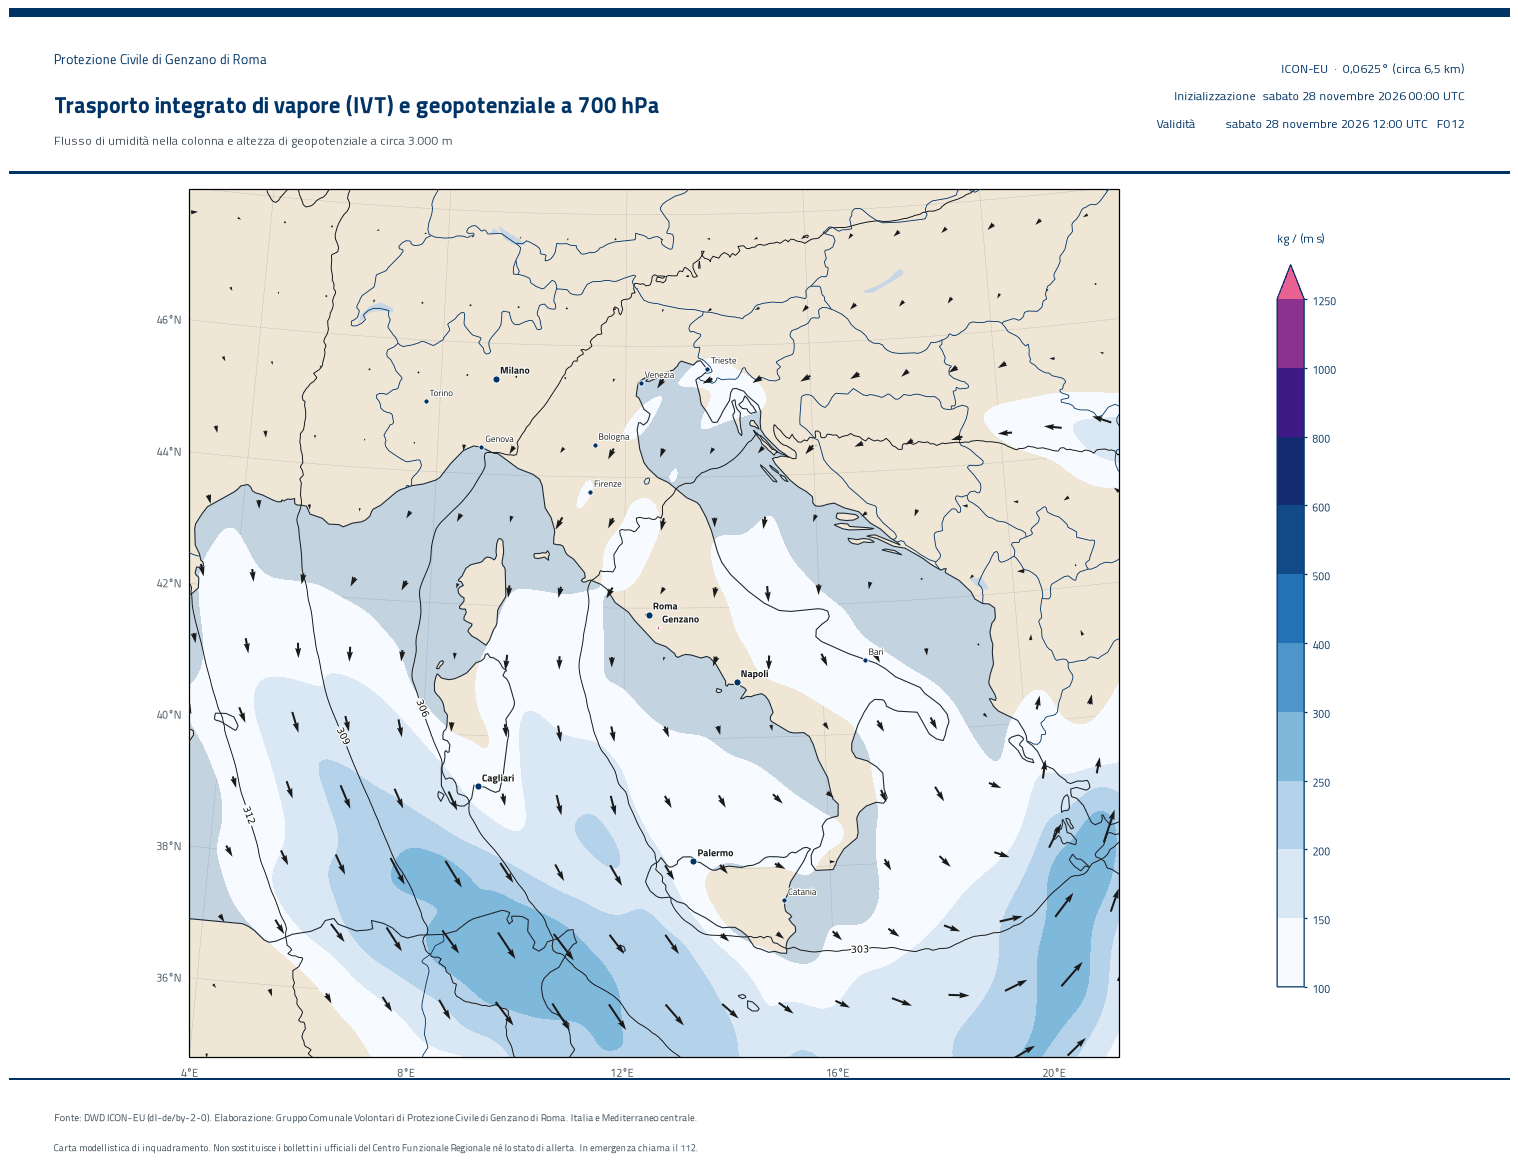 Protezione Civile di Genzano di Roma
Trasporto integrato di vapore (IVT) e geopotenziale a 700 hPa
Flusso di umidità nella colonna e altezza di geopotenziale a circa 3.000 m
ICON-EU · 0,0625° (circa 6,5 km)
Inizializzazione sabato 28 novembre 2026 00:00 UTC
Validità sabato 28 novembre 2026 12:00 UTC F012
kg / (m s)
1250
1000
800
600
500
400
300
250
200
150
100
46°N
44°N
42°N
40°N
38°N
36°N
4°E
8°E
12°E
16°E
20°E
Trieste
Venezia
Milano
Torino
Genova
Bologna
Firenze
Roma
Genzano
Bari
Napoli
Cagliari
Palermo
Catania
306
309
312
303
Fonte: DWD ICON-EU (dl-de/by-2-0). Elaborazione: Gruppo Comunale Volontari di Protezione Civile di Genzano di Roma. Italia e Mediterraneo centrale.
Carta modellistica di inquadramento. Non sostituisce i bollettini ufficiali del Centro Funzionale Regionale né lo stato di allerta. In emergenza chiama il 112.